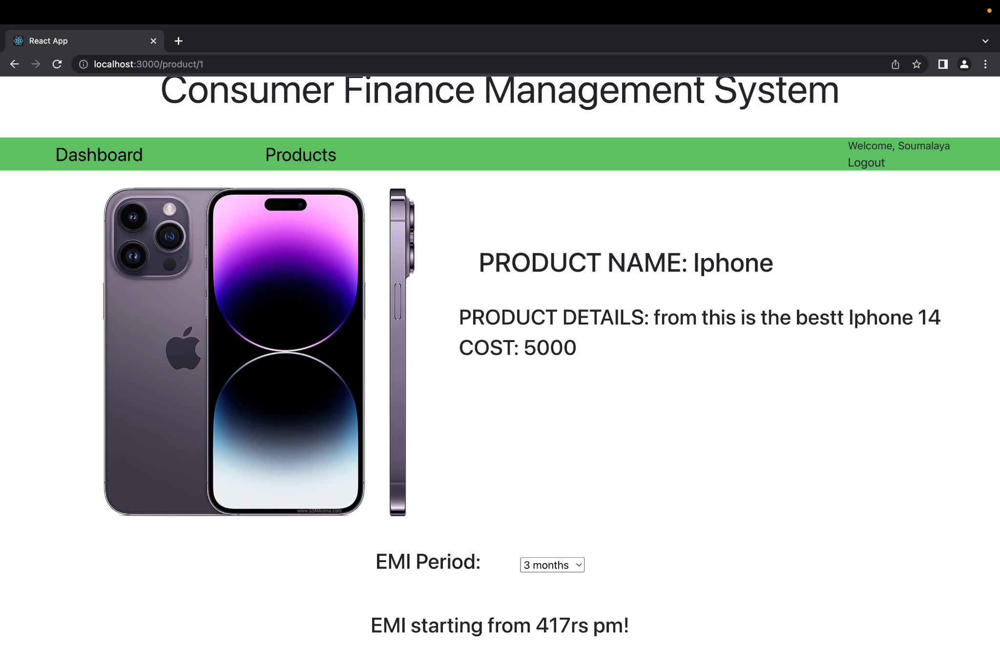 React App
localhost:3000/product/1
Consumer Finance Management System
Dashboard
Products
Welcome, Soumalaya
Logout
PRODUCT NAME: Iphone
PRODUCT DETAILS: from this is the bestt Iphone 14
COST: 5000
www.GSMArena.com
EMI Period:
3 months
EMI starting from 417rs pm!